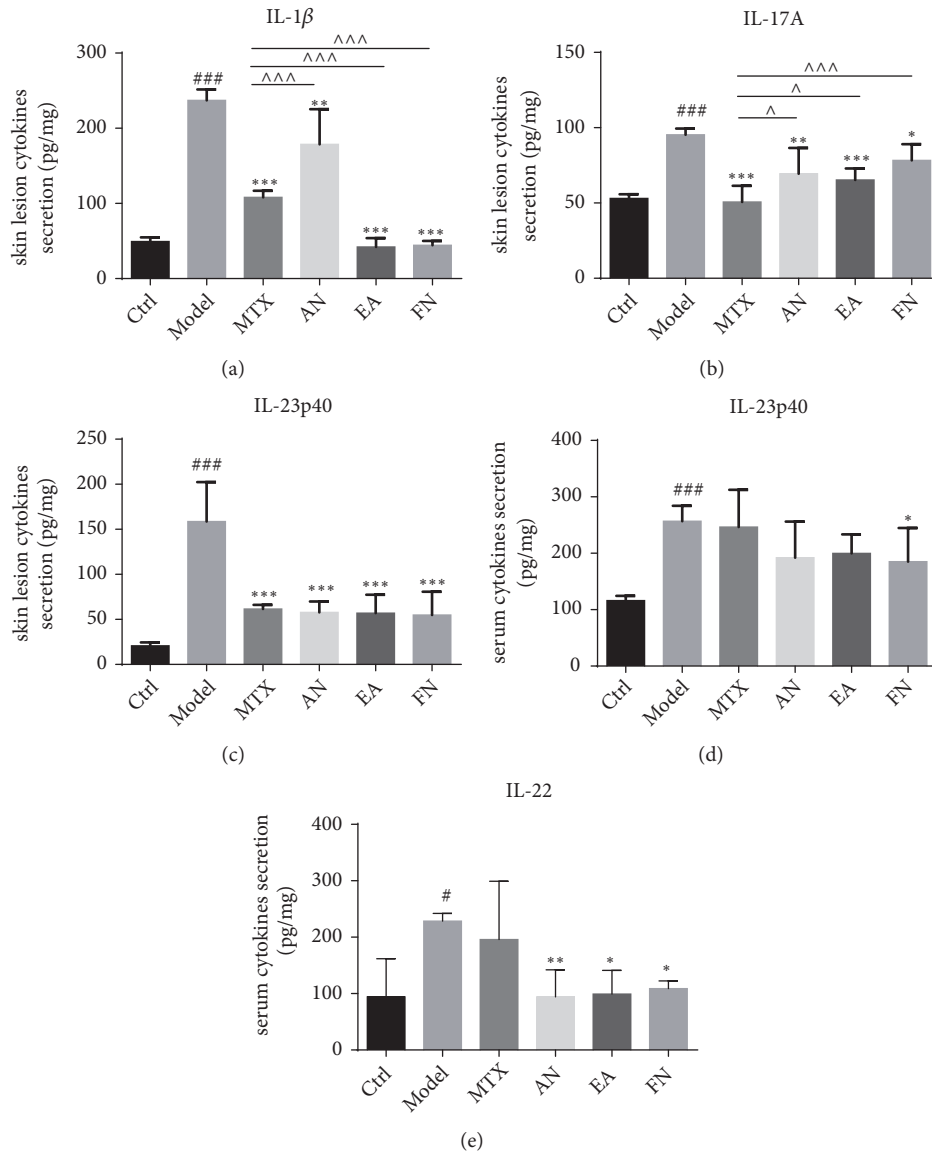 IL-1β
^^^
^^^
^^^
###
***
**
***
***
300
200
100
0
skin lesion cytokines
secretion (pg/mg)
Ctrl
Model
MTX
AN
EA
FN
(a)
IL-17A
^^^
^
^
###
***
**
***
*
150
100
50
0
skin lesion cytokines
secretion (pg/mg)
Ctrl
Model
MTX
AN
EA
FN
(b)
IL-23p40
###
***
***
***
***
250
200
150
100
50
0
skin lesion cytokines
secretion (pg/mg)
Ctrl
Model
MTX
AN
EA
FN
(c)
IL-23p40
###
*
400
300
200
100
0
serum cytokines secretion
(pg/mg)
Ctrl
Model
MTX
AN
EA
FN
(d)
IL-22
#
**
*
*
400
300
200
100
0
serum cytokines secretion
(pg/mg)
Ctrl
Model
MTX
AN
EA
FN
(e)